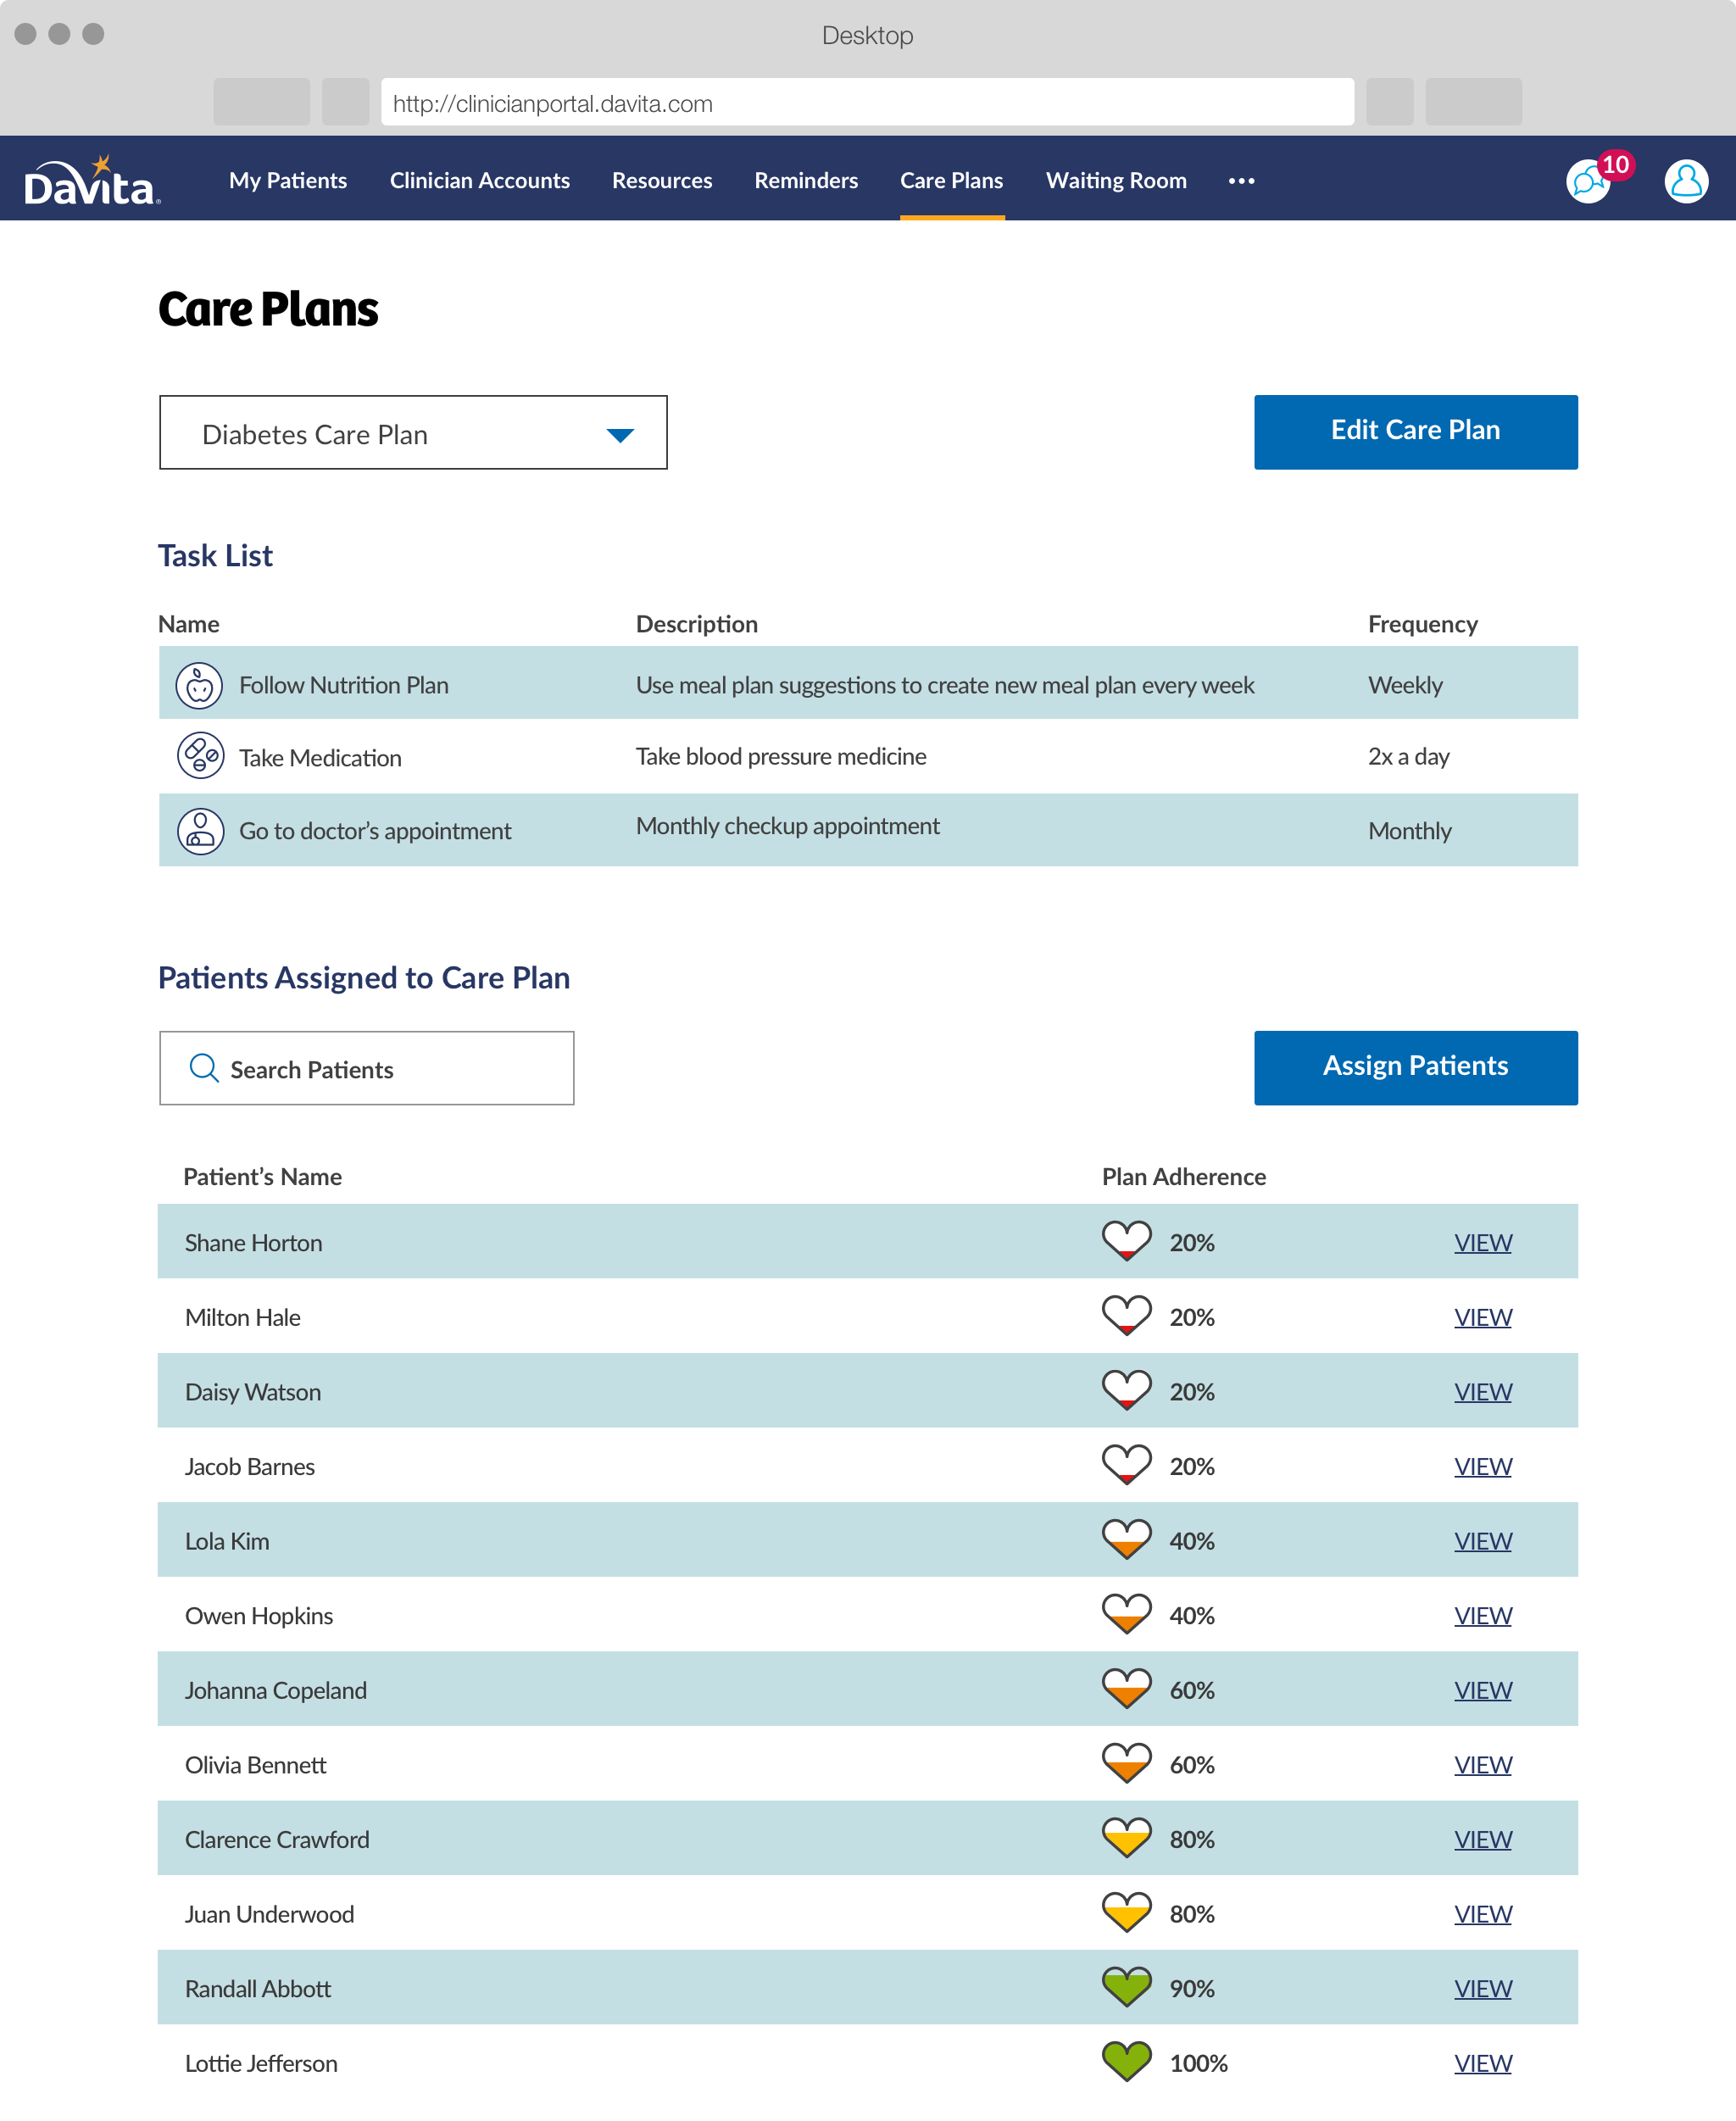 Desktop
http://clinicianportal.davita.com
DaVita® My Patients Clinician Accounts Resources Reminders Care Plans Waiting Room ••• 10
Care Plans
Diabetes Care Plan Edit Care Plan
Task List
Name Description Frequency
Follow Nutrition Plan Use meal plan suggestions to create new meal plan every week Weekly
Take Medication Take blood pressure medicine 2x a day
Go to doctor’s appointment Monthly checkup appointment Monthly
Patients Assigned to Care Plan
Search Patients Assign Patients
Patient’s Name Plan Adherence
Shane Horton 20% VIEW
Milton Hale 20% VIEW
Daisy Watson 20% VIEW
Jacob Barnes 20% VIEW
Lola Kim 40% VIEW
Owen Hopkins 40% VIEW
Johanna Copeland 60% VIEW
Olivia Bennett 60% VIEW
Clarence Crawford 80% VIEW
Juan Underwood 80% VIEW
Randall Abbott 90% VIEW
Lottie Jefferson 100% VIEW